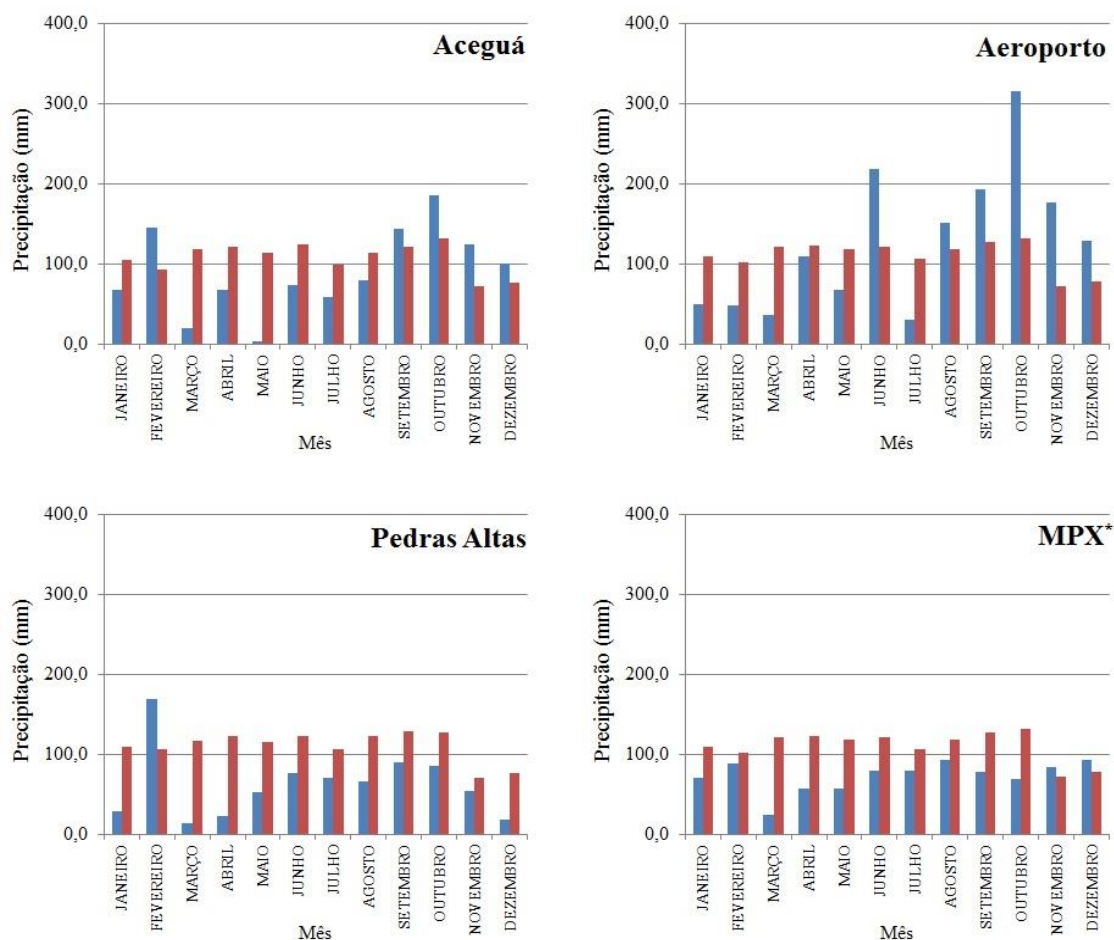 Aceguá
Precipitação (mm)
400,0
300,0
200,0
100,0
0,0
JANEIRO
FEVEREIRO
MARÇO
ABRIL
MAIO
JUNHO
JULHO
AGOSTO
SETEMBRO
OUTUBRO
NOVEMBRO
DEZEMBRO
Mês
Aeroporto
Precipitação (mm)
400,0
300,0
200,0
100,0
0,0
JANEIRO
FEVEREIRO
MARÇO
ABRIL
MAIO
JUNHO
JULHO
AGOSTO
SETEMBRO
OUTUBRO
NOVEMBRO
DEZEMBRO
Mês
Pedras Altas
Precipitação (mm)
400,0
300,0
200,0
100,0
0,0
JANEIRO
FEVEREIRO
MARÇO
ABRIL
MAIO
JUNHO
JULHO
AGOSTO
SETEMBRO
OUTUBRO
NOVEMBRO
DEZEMBRO
Mês
MPX*
Precipitação (mm)
400,0
300,0
200,0
100,0
0,0
JANEIRO
FEVEREIRO
MARÇO
ABRIL
MAIO
JUNHO
JULHO
AGOSTO
SETEMBRO
OUTUBRO
NOVEMBRO
DEZEMBRO
Mês